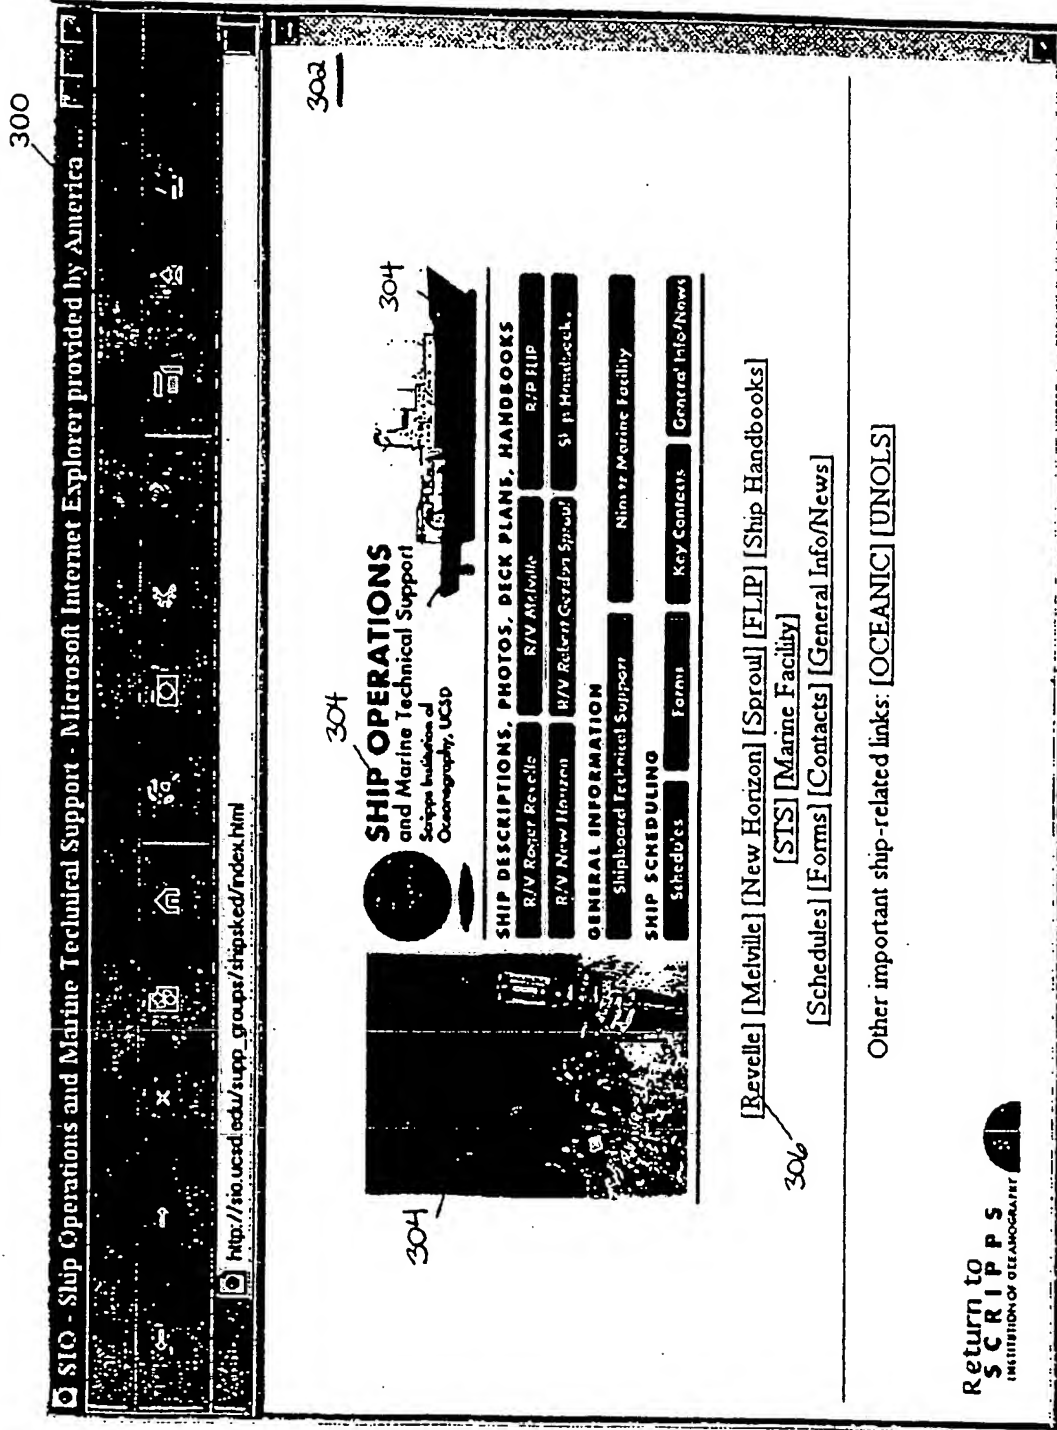 300
SIO - Ship Operations and Marine Technical Support - Microsoft Internet Explorer provided by America ...
http://sio.ucsd.edu/supp_groups/shipsked/index.html
302
304
304
304
SHIP OPERATIONS
and Marine Technical Support
Scripps Institution of
Oceanography, UCSD
SHIP DESCRIPTIONS, PHOTOS, DECK PLANS, HANDBOOKS
R/V Roger Revelle R/V Melville R/P FLIP
R/V New Horizon R/V Robert Gordon Sproul Ship Handbooks
GENERAL INFORMATION
Shipboard Technical Support Nimitz Marine Facility
SHIP SCHEDULING
Schedules Forms Key Contacts General Info/News
[Revelle] [Melville] [New Horizon] [Sproul] [FLIP] [Ship Handbooks]
306
[STS] [Marine Facility]
[Schedules] [Forms] [Contacts] [General Info/News]
Other important ship-related links: [OCEANIC] [UNOLS]
Return to
SCRIPPS
INSTITUTION OF OCEANOGRAPHY